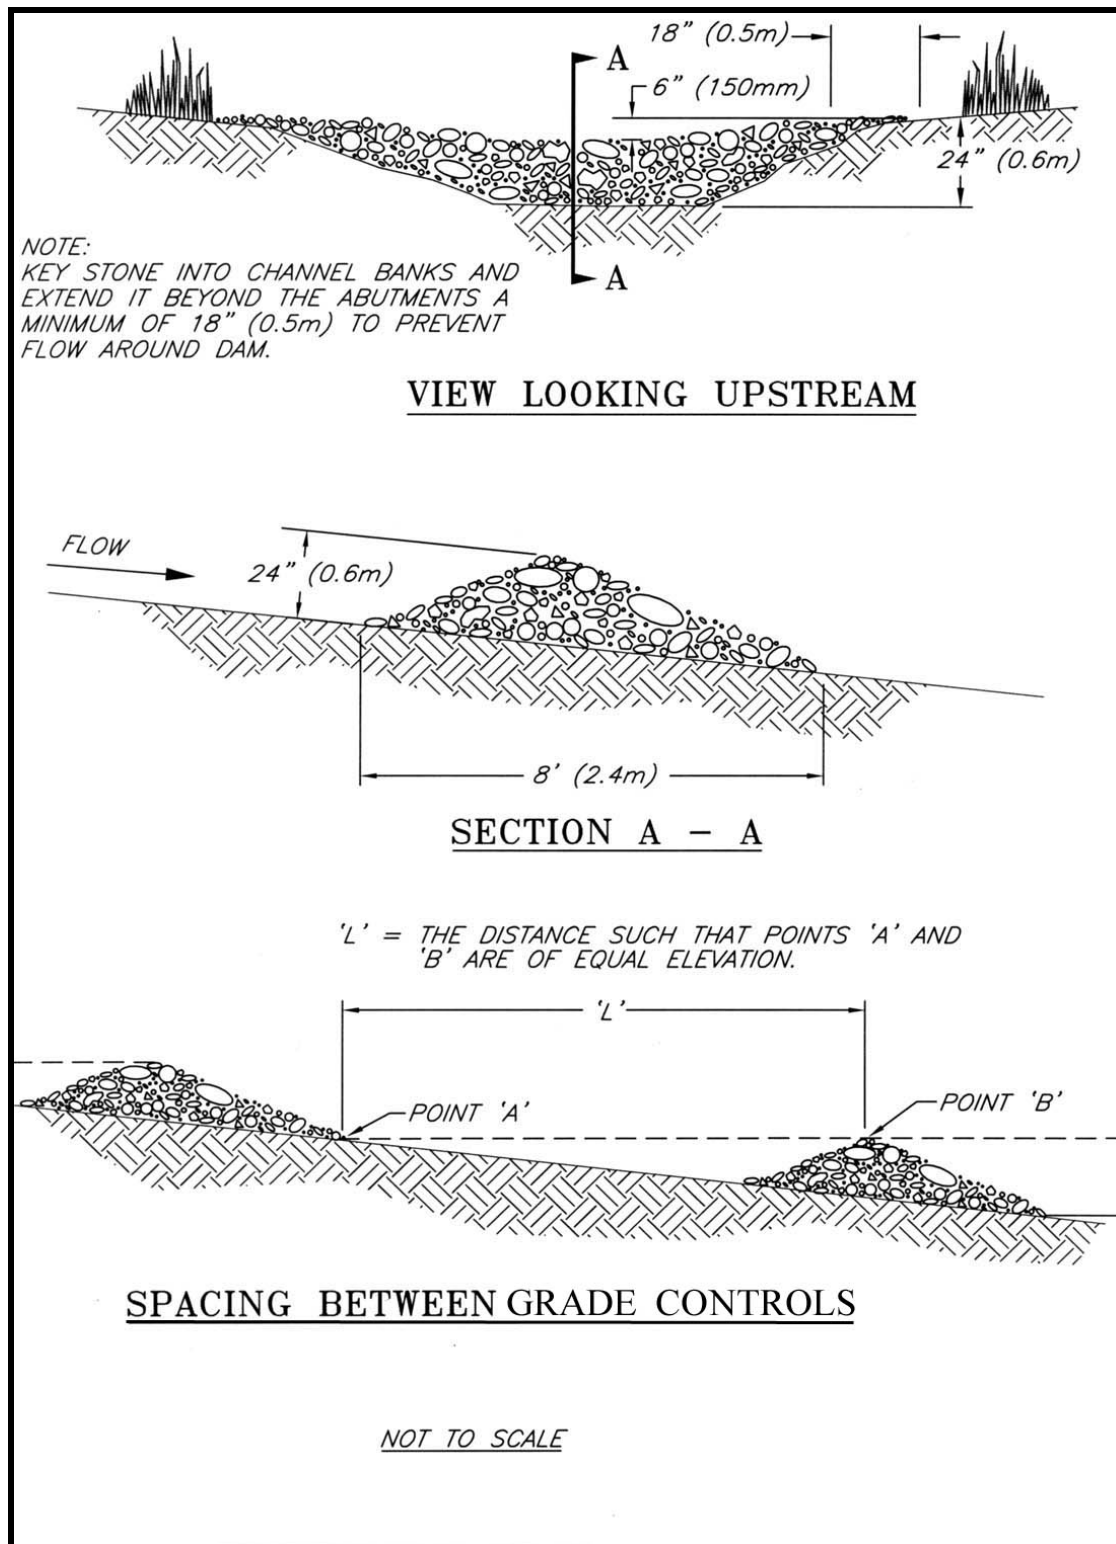 18" (0.5m)
A
6" (150mm)
24" (0.6m)
A
NOTE:
KEY STONE INTO CHANNEL BANKS AND
EXTEND IT BEYOND THE ABUTMENTS A
MINIMUM OF 18" (0.5m) TO PREVENT
FLOW AROUND DAM.
VIEW LOOKING UPSTREAM
FLOW
24" (0.6m)
8' (2.4m)
SECTION A – A
'L' = THE DISTANCE SUCH THAT POINTS 'A' AND
'B' ARE OF EQUAL ELEVATION.
'L'
POINT 'A'
POINT 'B'
SPACING BETWEEN GRADE CONTROLS
NOT TO SCALE